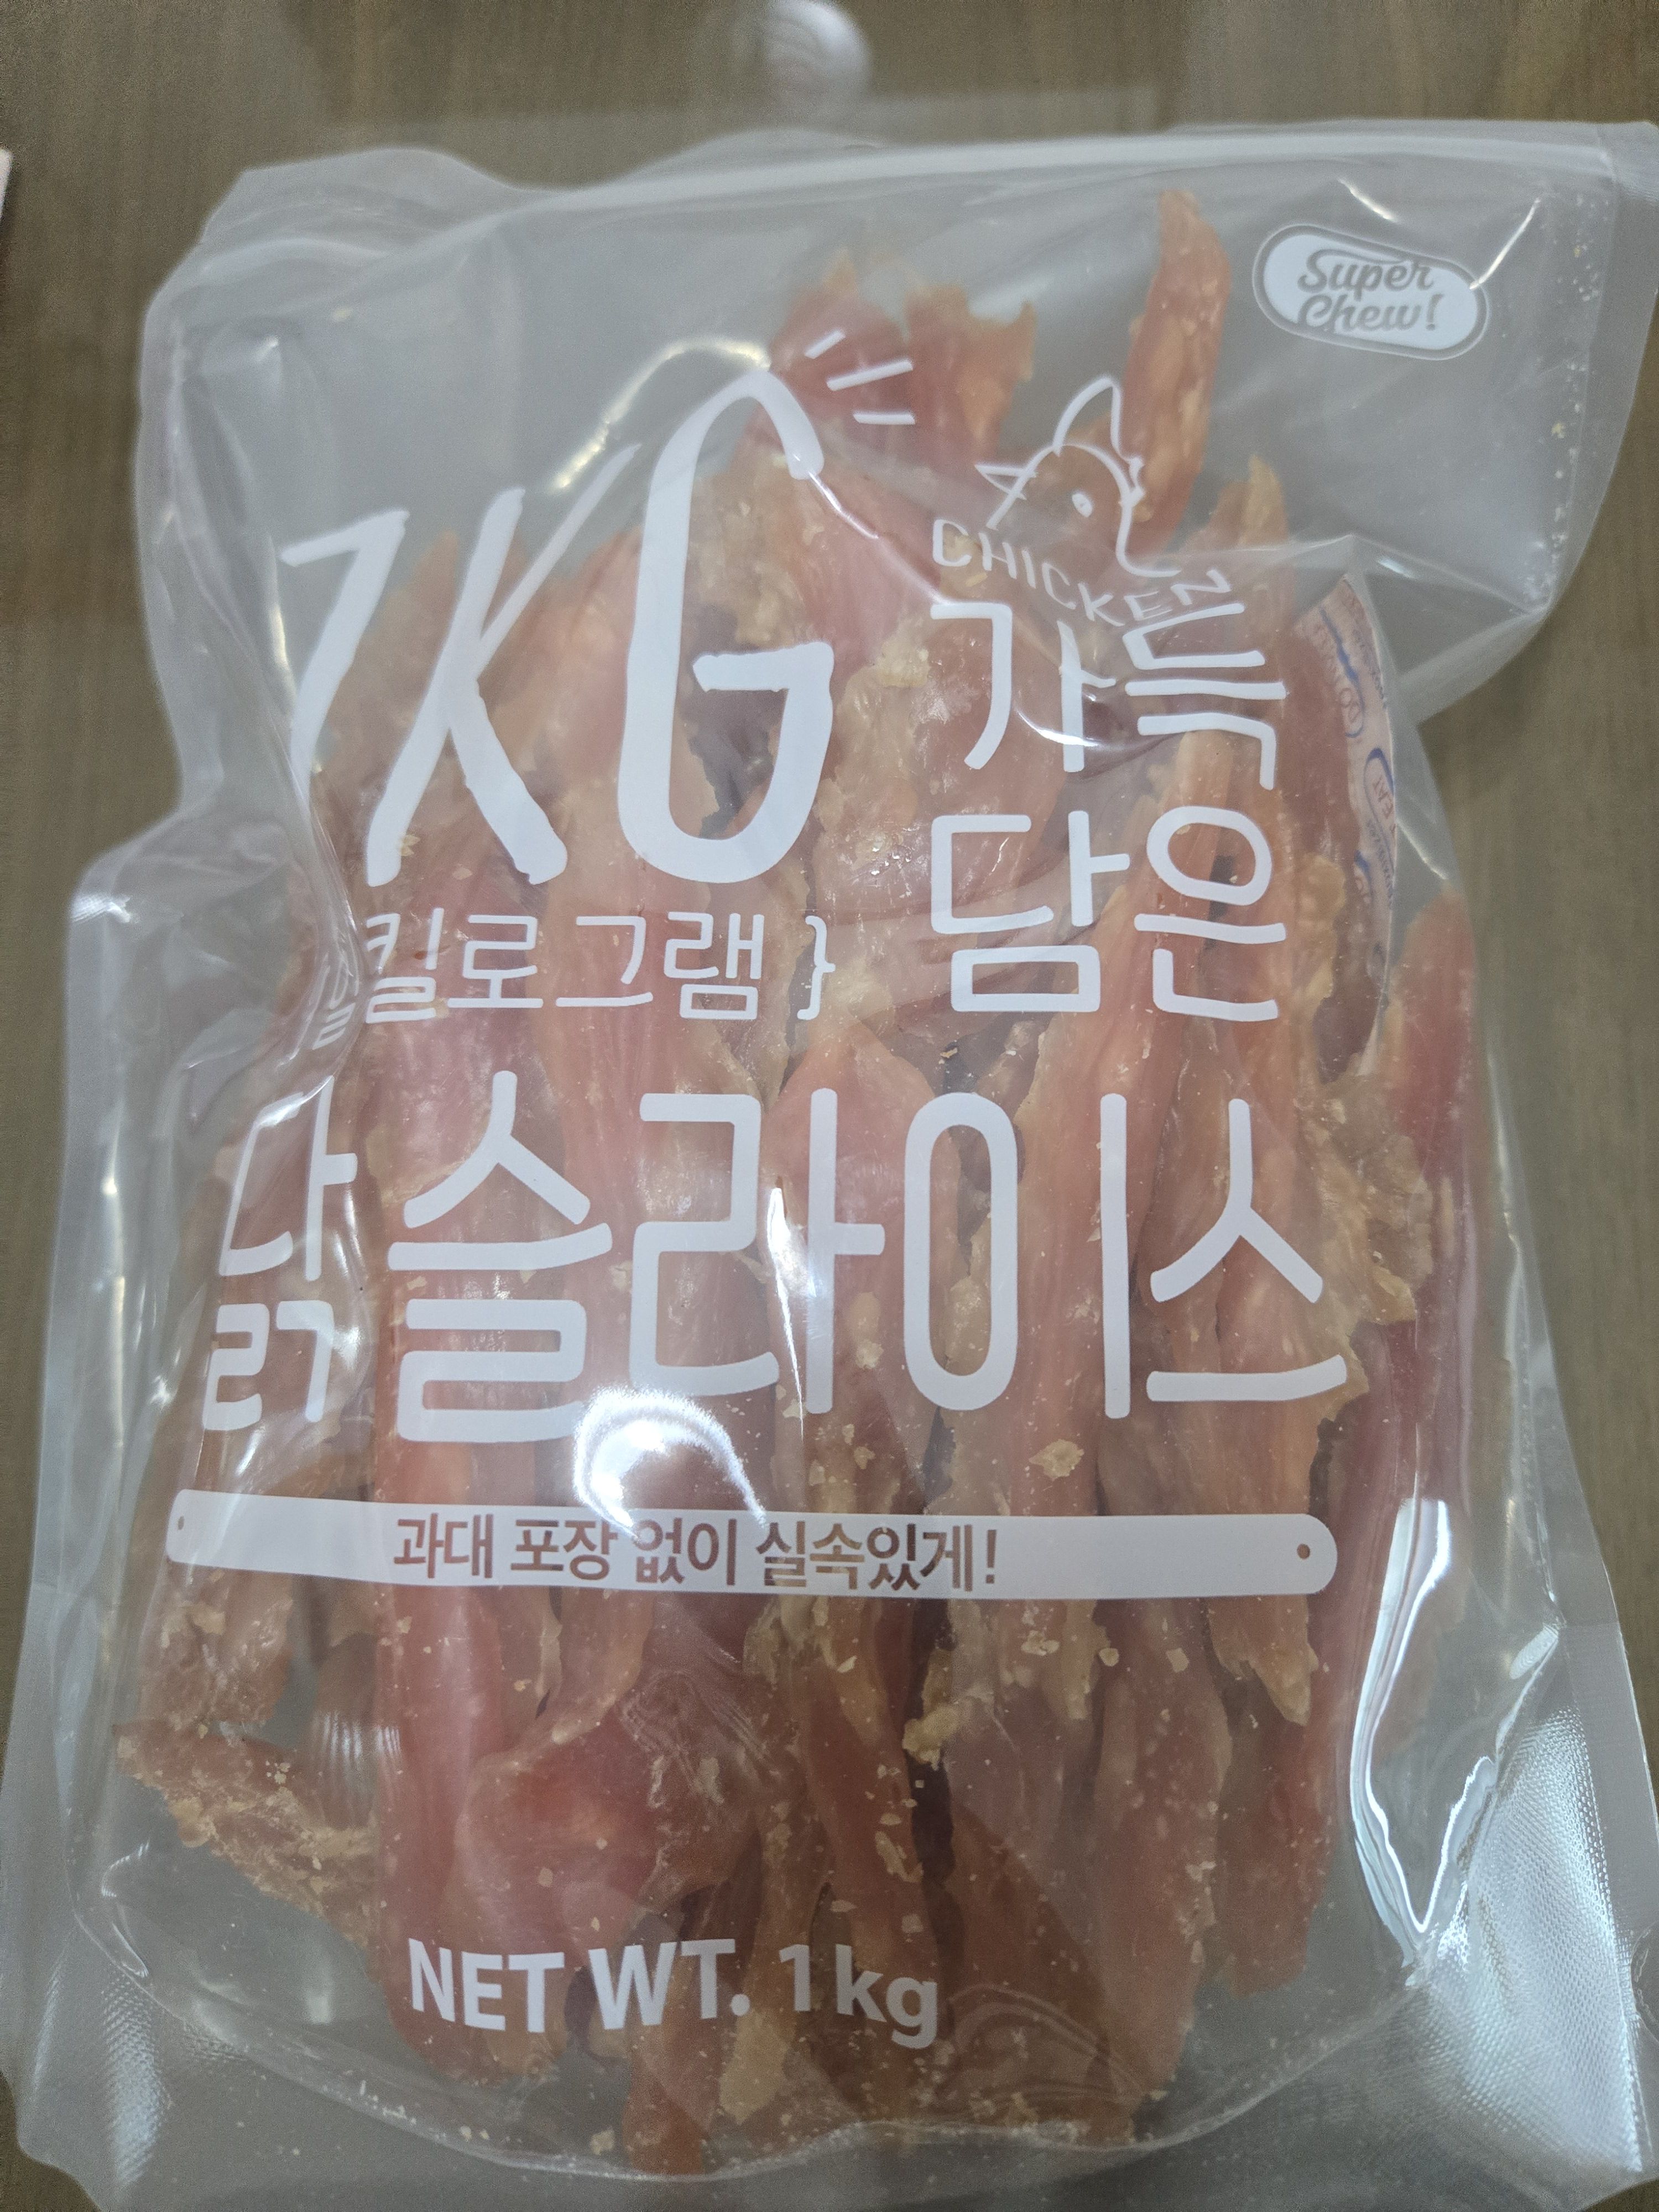 Super
Chew!
1KG
CHICKEN
가득
담은
킬로그램}
닭 슬라이스
과대 포장 없이 실속있게!
NET WT. 1kg